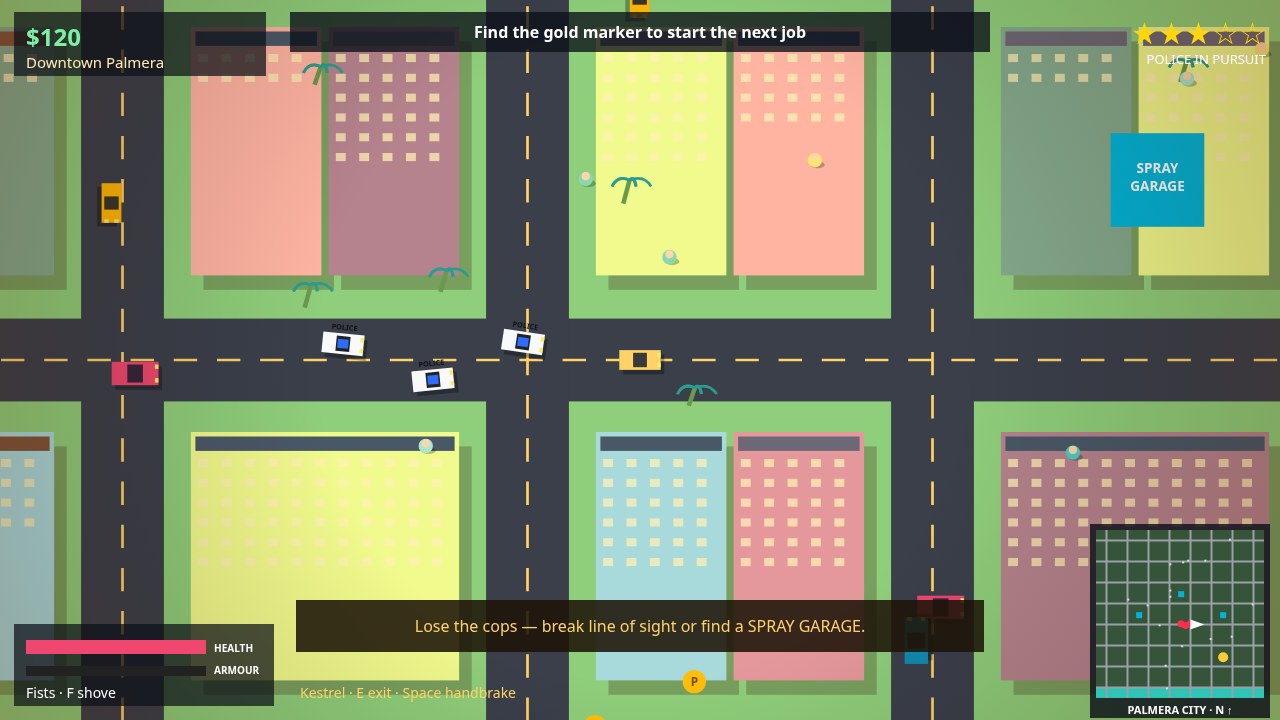 $120
Downtown Palmera
Find the gold marker to start the next job
POLICE IN PURSUIT
SPRAY
GARAGE
POLICE
POLICE
POLICE
Lose the cops — break line of sight or find a SPRAY GARAGE.
HEALTH
ARMOUR
Fists · F shove
Kestrel · E exit · Space handbrake
P
PALMERA CITY · N ↑